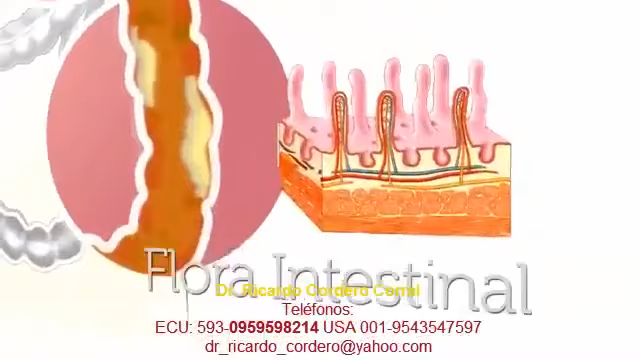 Flora Intestinal
Dr. Ricardo Cordero Corral
Teléfonos:
ECU: 593-0959598214 USA 001-9543547597
dr_ricardo_cordero@yahoo.com